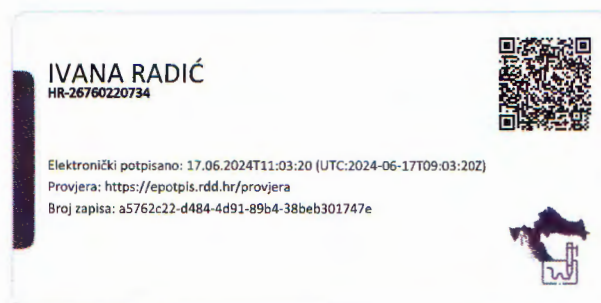 IVANA RADIĆ
HR-26760220734
Elektronički potpisano: 17.06.2024T11:03:20 (UTC:2024-06-17T09:03:20Z)
Provjera: https://epotpis.rdd.hr/provjera
Broj zapisa: a5762c22-d484-4d91-89b4-38beb301747e